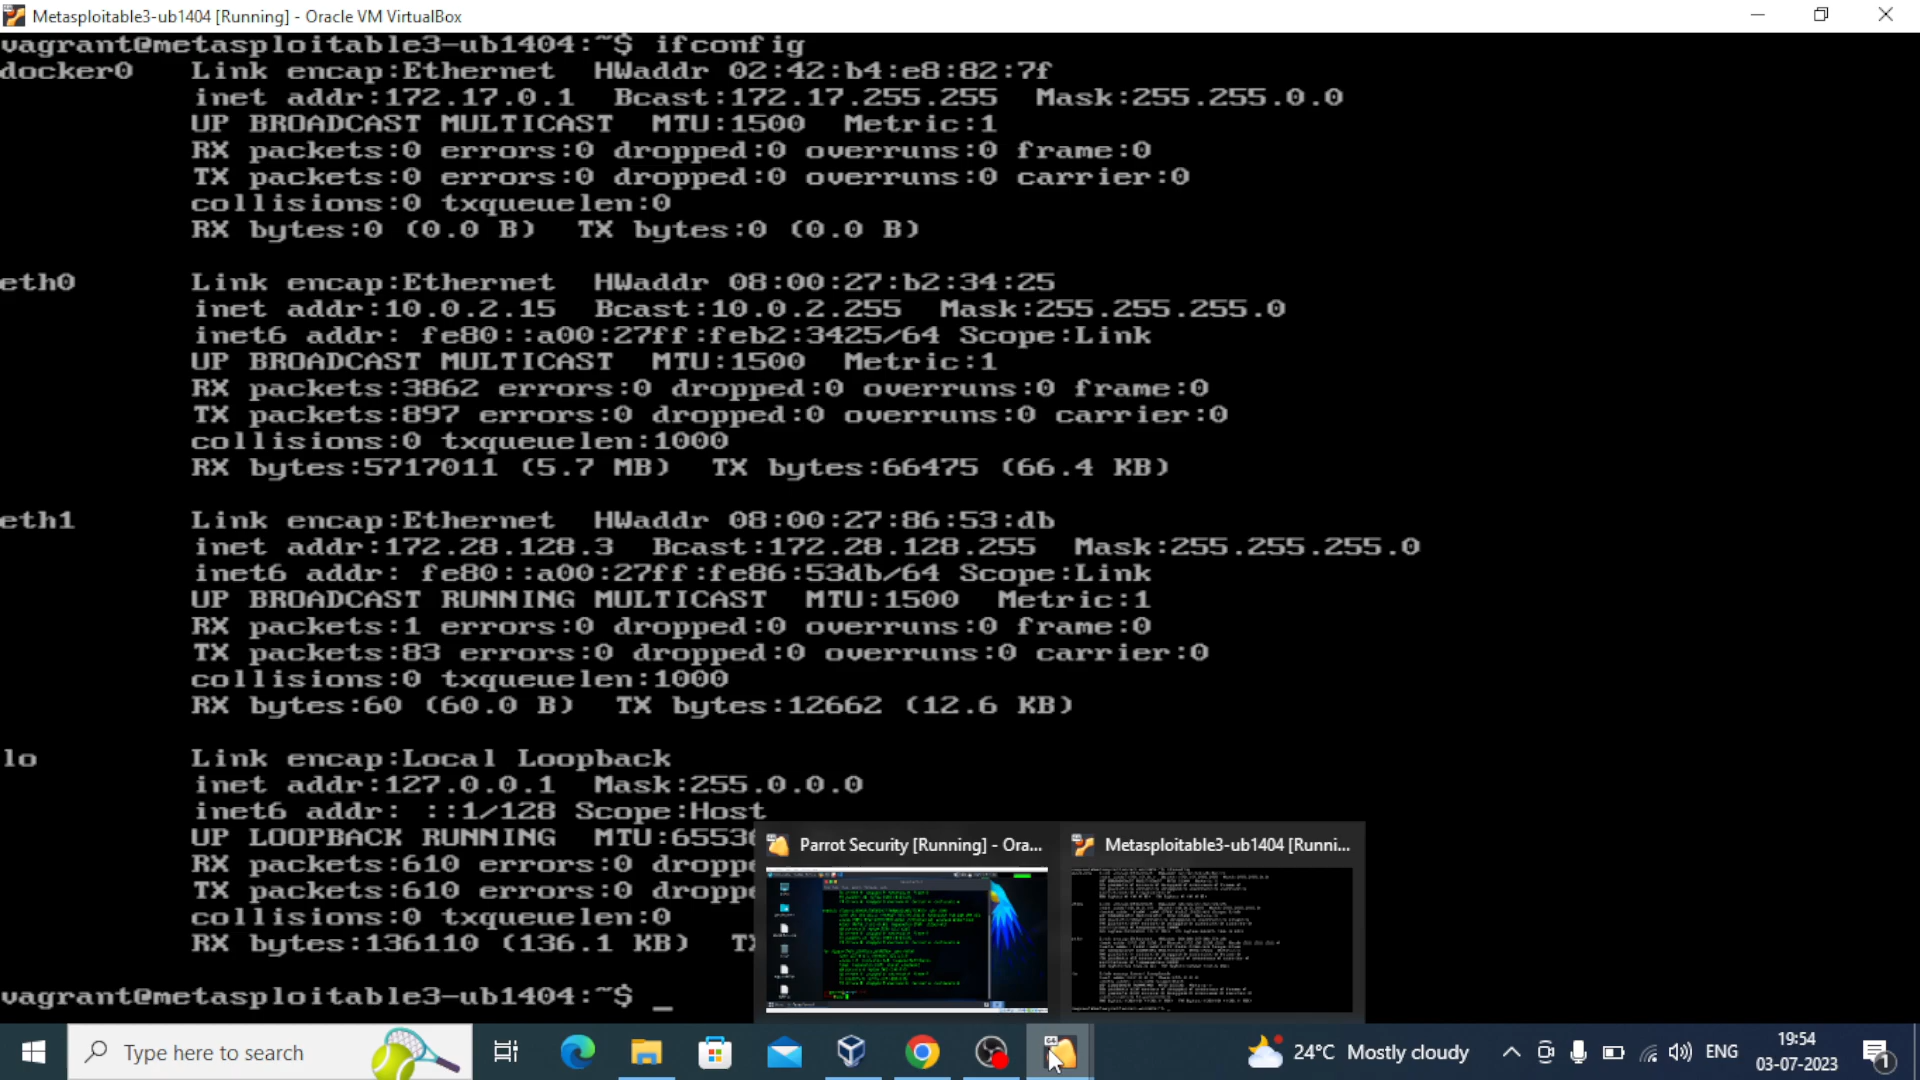 Metasploitable3-ub1404 [Running] - Oracle VM VirtualBox
vagrant@metasploitable3-ub1404:~$ ifconfig
docker0 Link encap:Ethernet HWaddr 02:42:b4:e8:82:7f
inet addr:172.17.0.1 Bcast:172.17.255.255 Mask:255.255.0.0
UP BROADCAST MULTICAST MTU:1500 Metric:1
RX packets:0 errors:0 dropped:0 overruns:0 frame:0
TX packets:0 errors:0 dropped:0 overruns:0 carrier:0
collisions:0 txqueuelen:0
RX bytes:0 (0.0 B) TX bytes:0 (0.0 B)
eth0 Link encap:Ethernet HWaddr 08:00:27:b2:34:25
inet addr:10.0.2.15 Bcast:10.0.2.255 Mask:255.255.255.0
inet6 addr: fe80::a00:27ff:feb2:3425/64 Scope:Link
UP BROADCAST MULTICAST MTU:1500 Metric:1
RX packets:3862 errors:0 dropped:0 overruns:0 frame:0
TX packets:897 errors:0 dropped:0 overruns:0 carrier:0
collisions:0 txqueuelen:1000
RX bytes:5717011 (5.7 MB) TX bytes:66475 (66.4 KB)
eth1 Link encap:Ethernet HWaddr 08:00:27:86:53:db
inet addr:172.28.128.3 Bcast:172.28.128.255 Mask:255.255.255.0
inet6 addr: fe80::a00:27ff:fe86:53db/64 Scope:Link
UP BROADCAST RUNNING MULTICAST MTU:1500 Metric:1
RX packets:1 errors:0 dropped:0 overruns:0 frame:0
TX packets:83 errors:0 dropped:0 overruns:0 carrier:0
collisions:0 txqueuelen:1000
RX bytes:60 (60.0 B) TX bytes:12662 (12.6 KB)
lo Link encap:Local Loopback
inet addr:127.0.0.1 Mask:255.0.0.0
inet6 addr: ::1/128 Scope:Host
UP LOOPBACK RUNNING MTU:65536
RX packets:610 errors:0 droppe
TX packets:610 errors:0 droppe
collisions:0 txqueuelen:0
RX bytes:136110 (136.1 KB) T
vagrant@metasploitable3-ub1404:~$ _
Parrot Security [Running] - Ora...
Metasploitable3-ub1404 [Runni...
Type here to search
64
24°C Mostly cloudy
ENG
19:54
03-07-2023
1